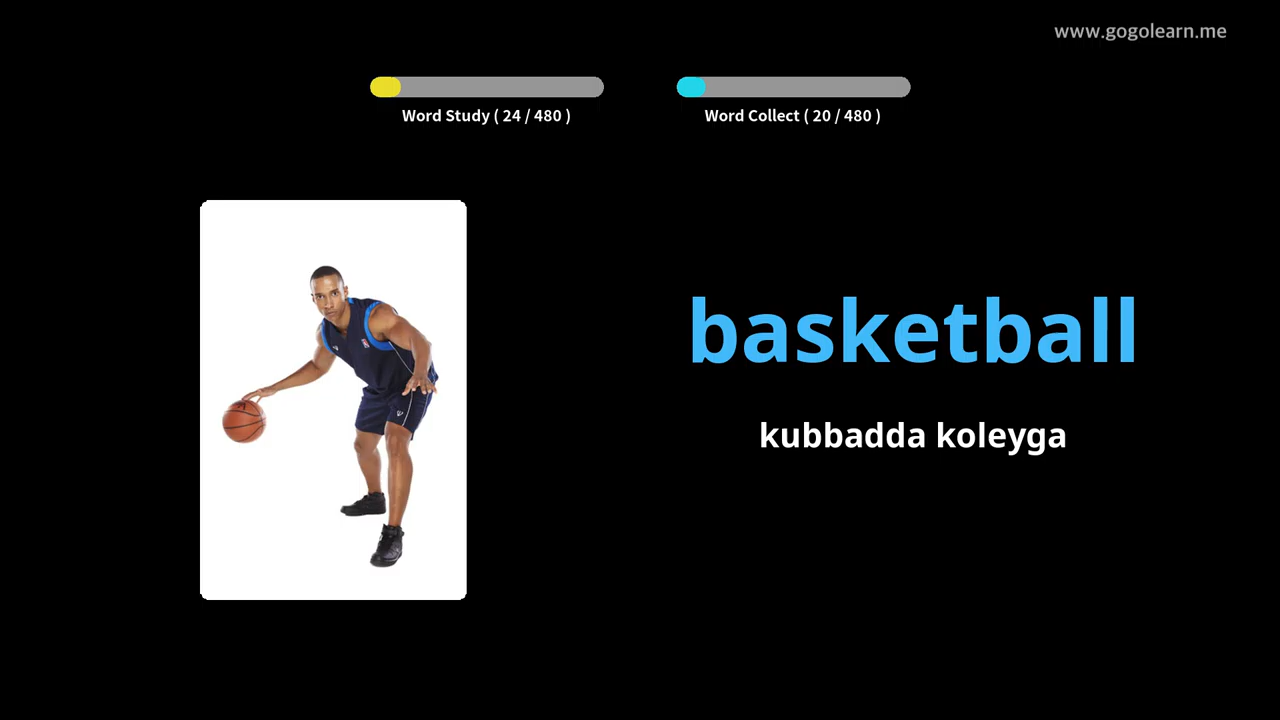 www.gogolearn.me
Word Study ( 24 / 480 )
Word Collect ( 20 / 480 )
basketball
kubbadda koleyga